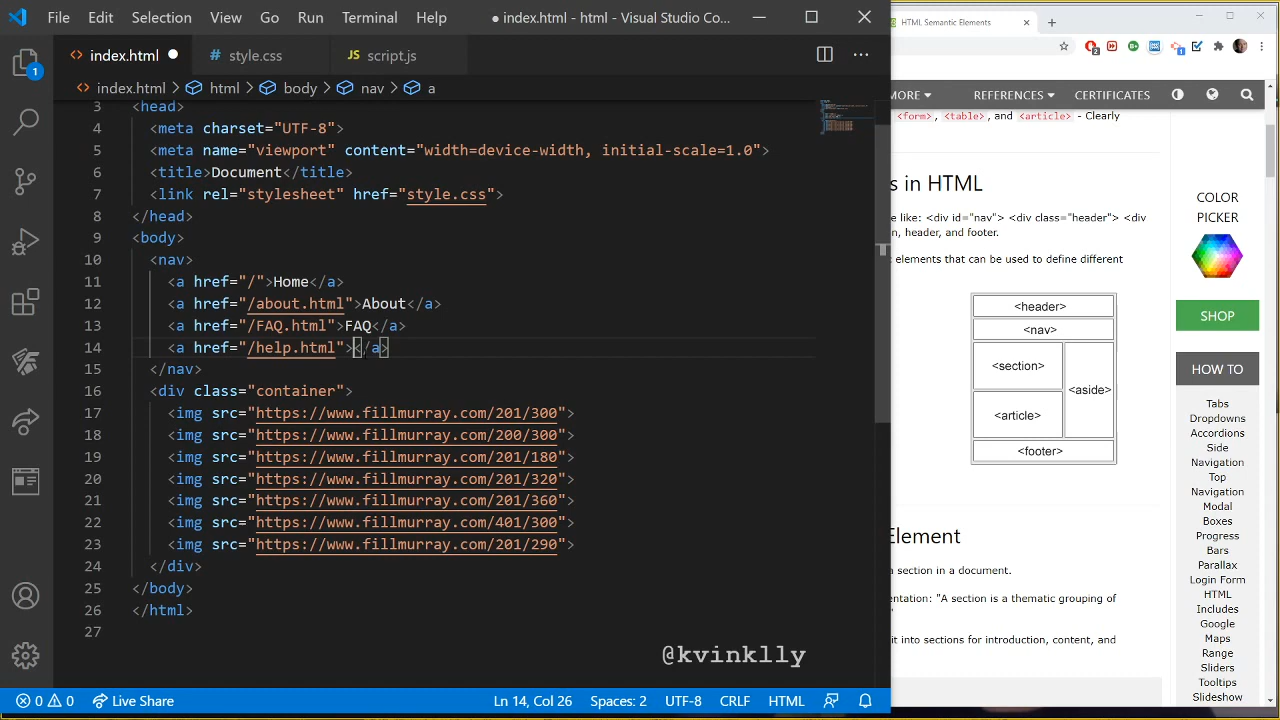 File Edit Selection View Go Run Terminal Help ● index.html - html - Visual Studio Co...
index.html style.css JS script.js
1
index.html > html > body > nav > a
3 <head>
4 <meta charset="UTF-8">
5 <meta name="viewport" content="width=device-width, initial-scale=1.0">
6 <title>Document</title>
7 <link rel="stylesheet" href="style.css">
8 </head>
9 <body>
10 <nav>
11 <a href="/">Home</a>
12 <a href="/about.html">About</a>
13 <a href="/FAQ.html">FAQ</a>
14 <a href="/help.html"></a>
15 </nav>
16 <div class="container">
17 <img src="https://www.fillmurray.com/201/300">
18 <img src="https://www.fillmurray.com/200/300">
19 <img src="https://www.fillmurray.com/201/180">
20 <img src="https://www.fillmurray.com/201/320">
21 <img src="https://www.fillmurray.com/201/360">
22 <img src="https://www.fillmurray.com/401/300">
23 <img src="https://www.fillmurray.com/201/290">
24 </div>
25 </body>
26 </html>
27
@kvinklly
0 0 Live Share Ln 14, Col 26 Spaces: 2 UTF-8 CRLF HTML
HTML Semantic Elements
2 1
MORE REFERENCES CERTIFICATES
<form>, <table>, and <article> - Clearly
s in HTML
e like: <div id="nav"> <div class="header"> <div
n, header, and footer.
c elements that can be used to define different
<header>
<nav>
<section>
<aside>
<article>
<footer>
Element
a section in a document.
entation: "A section is a thematic grouping of
it into sections for introduction, content, and
COLOR
PICKER
SHOP
HOW TO
Tabs
Dropdowns
Accordions
Side
Navigation
Top
Navigation
Modal
Boxes
Progress
Bars
Parallax
Login Form
HTML
Includes
Google
Maps
Range
Sliders
Tooltips
Slideshow